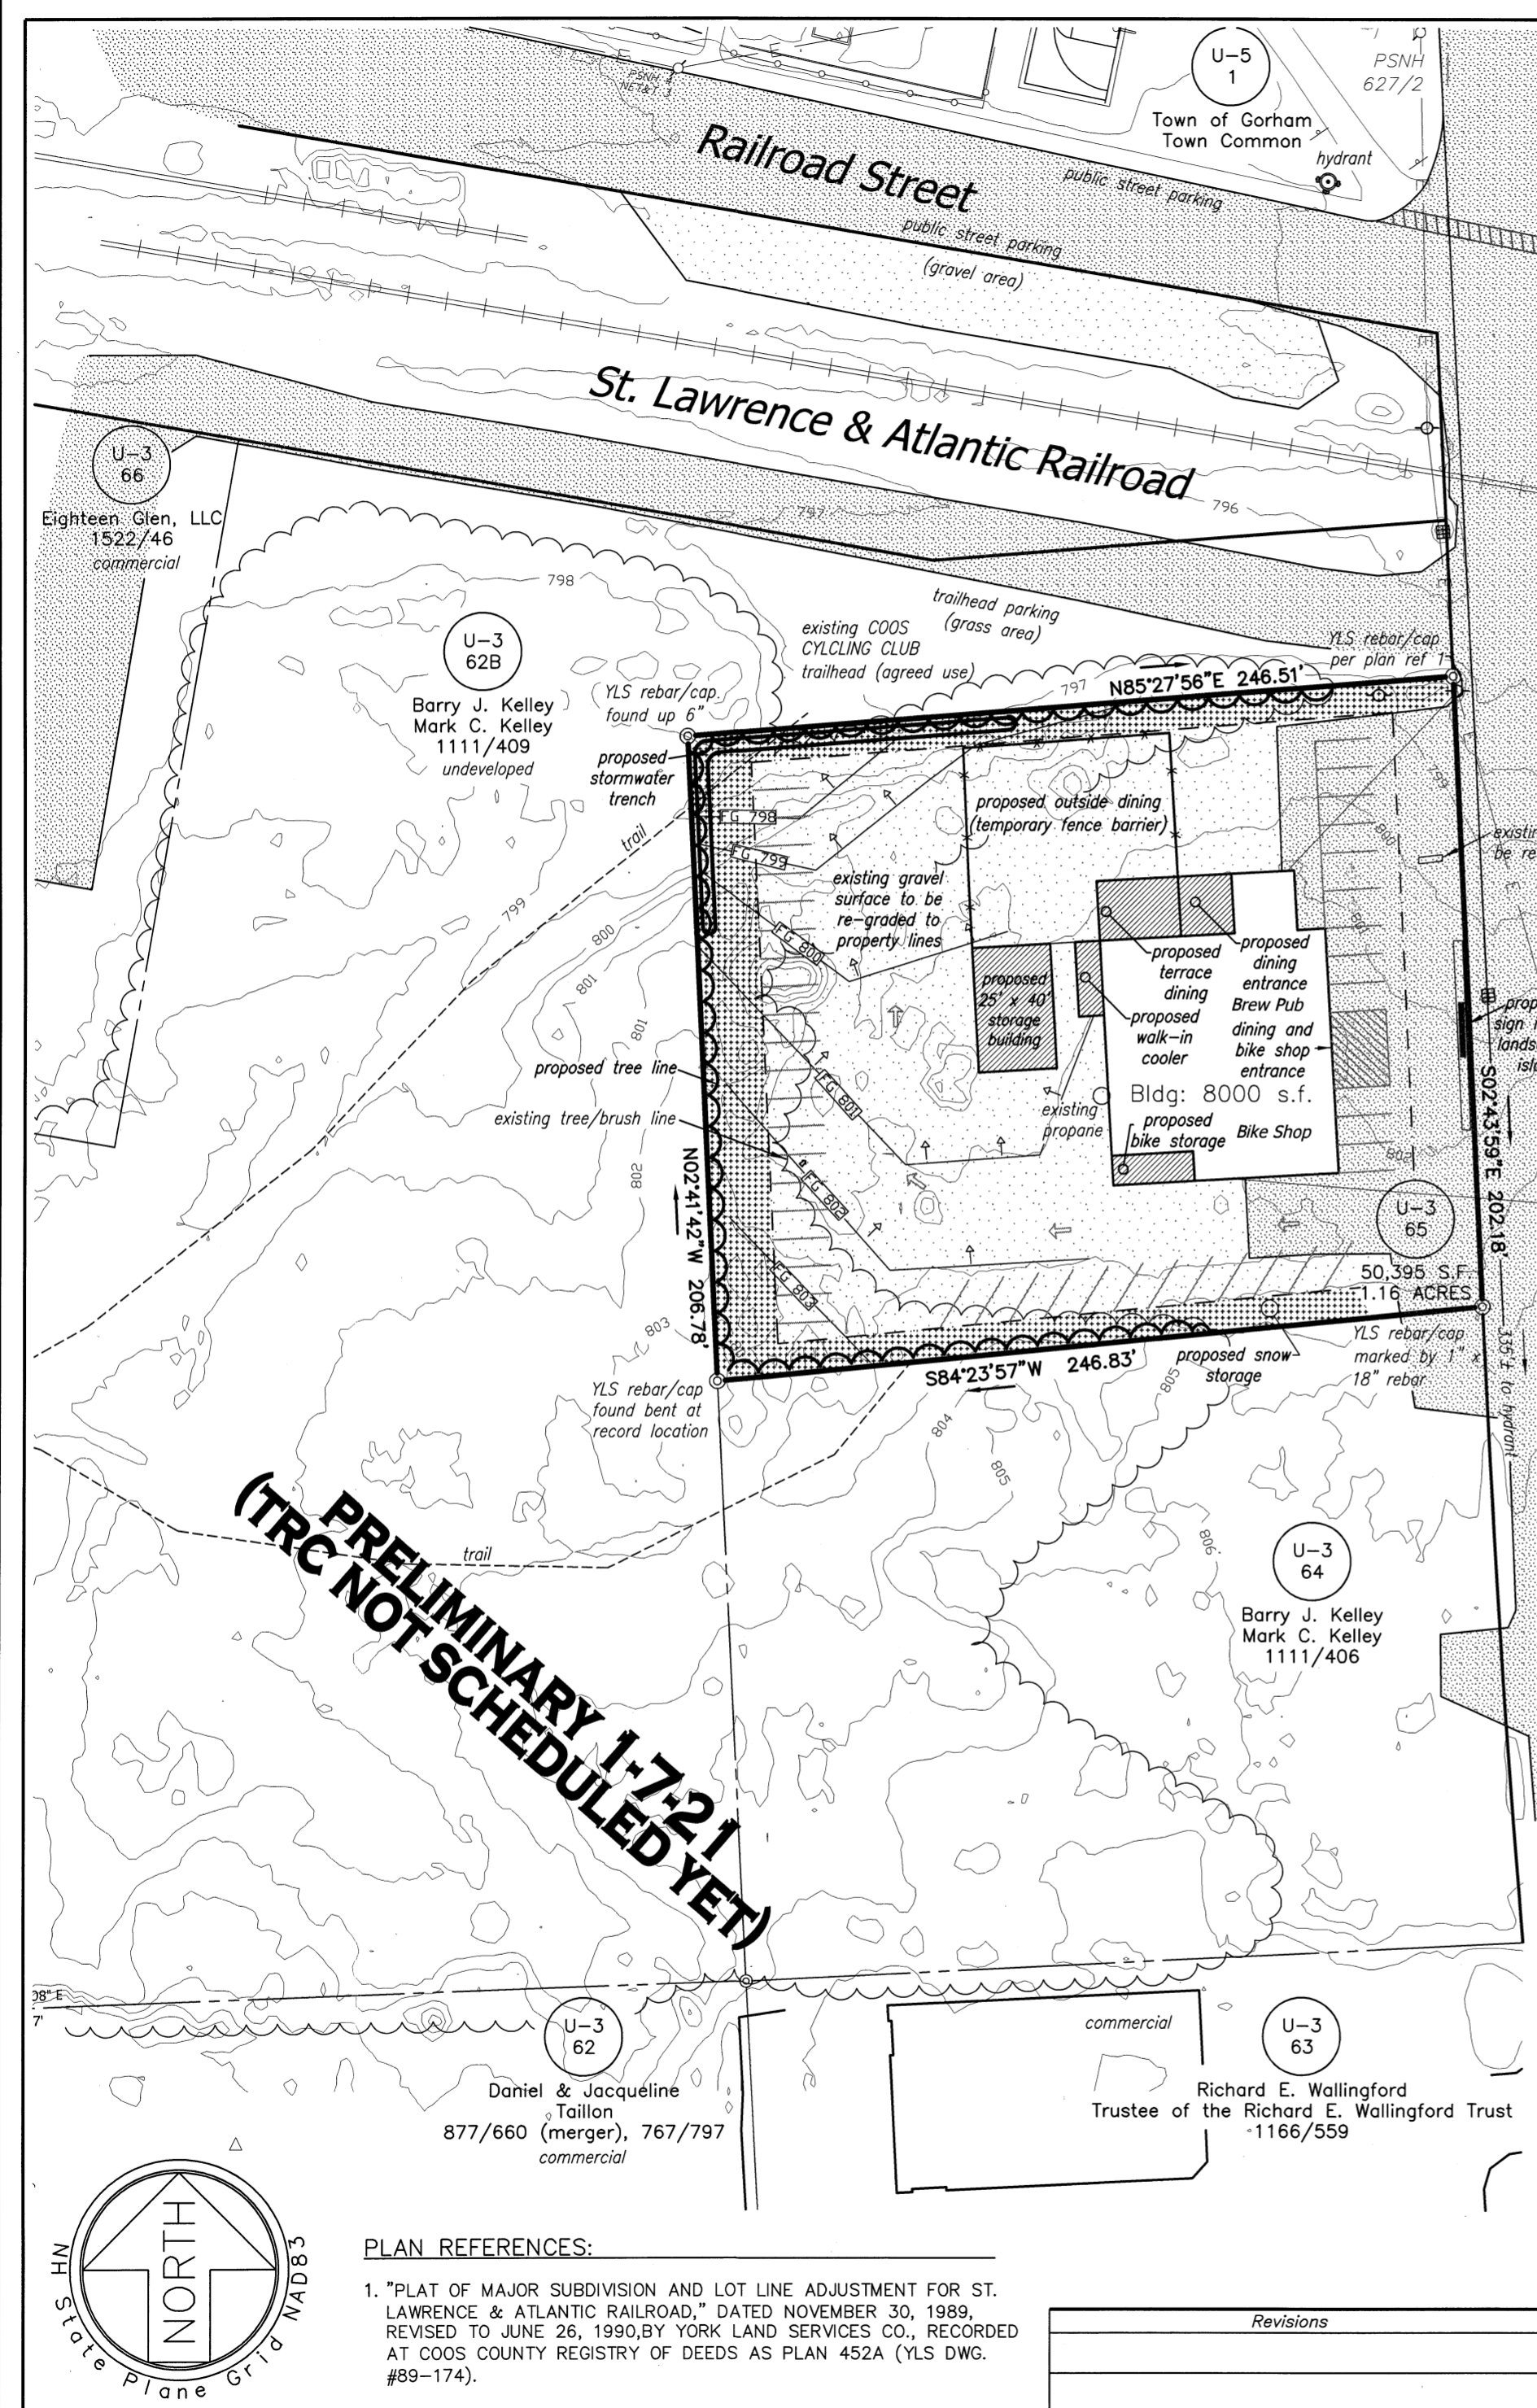 PSNH 4
NET&T 3
E
E
U-5
1
Town of Gorham
Town Common
PSNH
627/2
hydrant
Railroad Street
public street parking
public street parking
(gravel area)
St. Lawrence & Atlantic Railroad
U-3
66
Eighteen Glen, LLC
1522/46
commercial
797
796
798
U-3
62B
Barry J. Kelley
Mark C. Kelley
1111/409
undeveloped
existing COOS
CYLCLING CLUB
trailhead (agreed use)
trailhead parking
(grass area)
YLS rebar/cap
per plan ref 1
YLS rebar/cap.
found up 6"
797
N85°27'56"E 246.51'
proposed
stormwater
trench
trail
FG 798
FG 799
proposed outside dining
(temporary fence barrier)
799
800
existing gravel
surface to be
re-graded to
property lines
FG 800
799
800
801
801
801
proposed
25' x 40'
storage
building
proposed
terrace
dining
proposed
dining
entrance
Brew Pub
proposed
walk-in
cooler
dining and
bike shop
entrance
Bldg: 8000 s.f.
existing
propane
proposed
bike storage
Bike Shop
proposed tree line
existing tree/brush line
FG 801
FG 802
FG 803
802
802
803
N02°41'42"W 206.78'
S02°43'59"E 202.18'
U-3
65
50,395 S.F.
1.16 ACRES
YLS rebar/cap
marked by 1" x
18" rebar
335'± to hydrant
S84°23'57"W 246.83'
proposed snow
storage
YLS rebar/cap
found bent at
record location
804
805
805
806
trail
PRELIMINARY 1-7-21
(TRC NOT SCHEDULED YET)
U-3
64
Barry J. Kelley
Mark C. Kelley
1111/406
08" E
7'
U-3
62
Daniel & Jacqueline
Taillon
877/660 (merger), 767/797
commercial
commercial
U-3
63
Richard E. Wallingford
Trustee of the Richard E. Wallingford Trust
1166/559
NORTH
NH State Plane Grid NAD83
PLAN REFERENCES:
1. "PLAT OF MAJOR SUBDIVISION AND LOT LINE ADJUSTMENT FOR ST.
LAWRENCE & ATLANTIC RAILROAD," DATED NOVEMBER 30, 1989,
REVISED TO JUNE 26, 1990,BY YORK LAND SERVICES CO., RECORDED
AT COOS COUNTY REGISTRY OF DEEDS AS PLAN 452A (YLS DWG.
#89-174).
Revisions